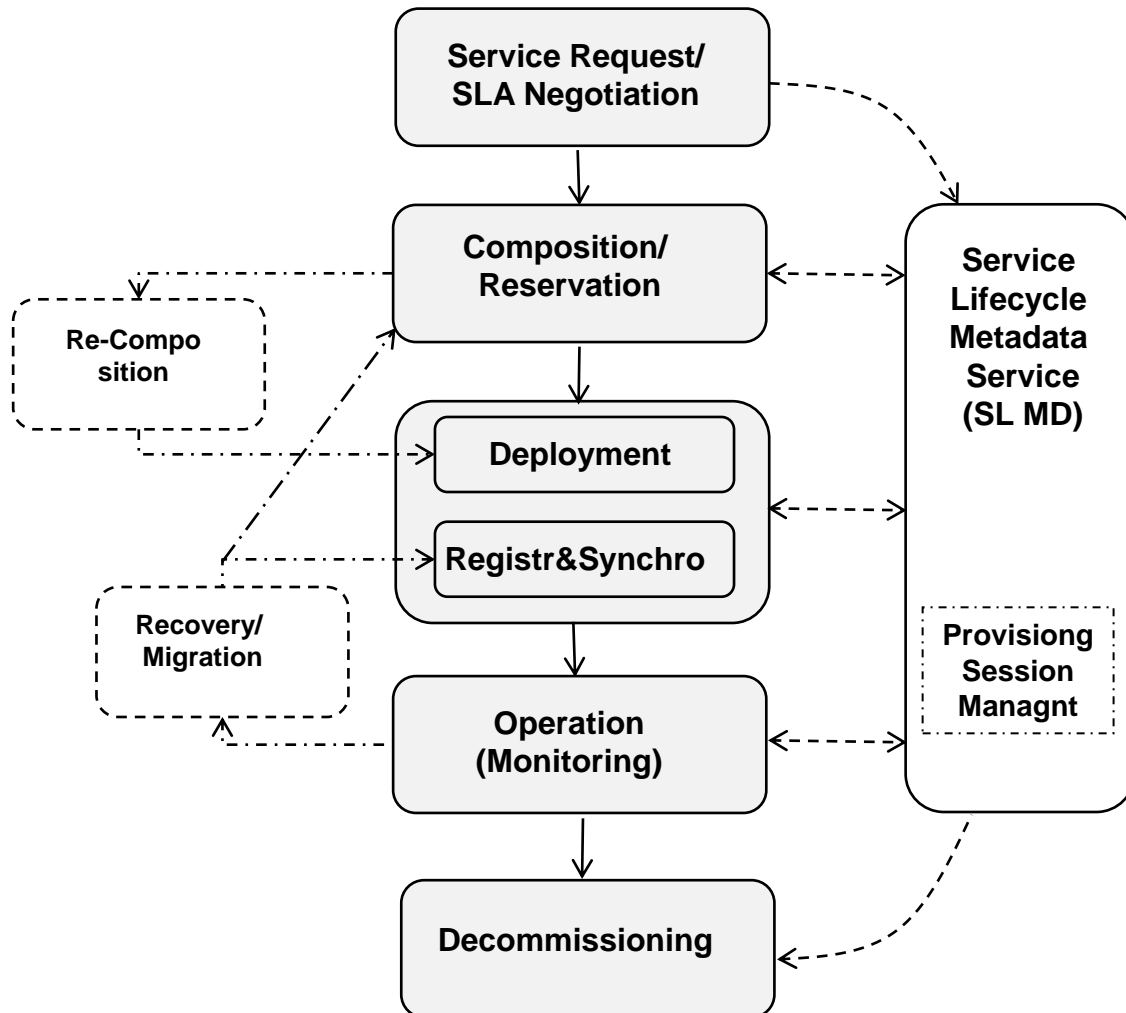 Service Request/
SLA Negotiation
Composition/
Reservation
Service
Lifecycle
Metadata
Service
(SL MD)
Re-Compo
sition
Deployment
Registr&Synchro
Recovery/
Migration
Provisiong
Session
Managnt
Operation
(Monitoring)
Decommissioning